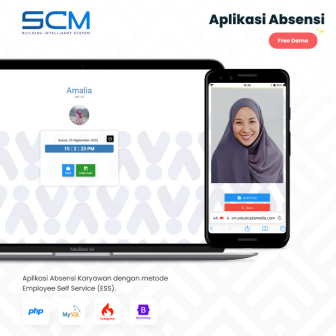 SCM
BUILDING INTELLIGENT SYSTEM
Aplikasi Absensi
Free Demo
Amalia
15 : 2 : 33 PM
MacBook Air
Aplikasi Absensi Karyawan dengan metode
Employee Self Service (ESS).
php
MySQL